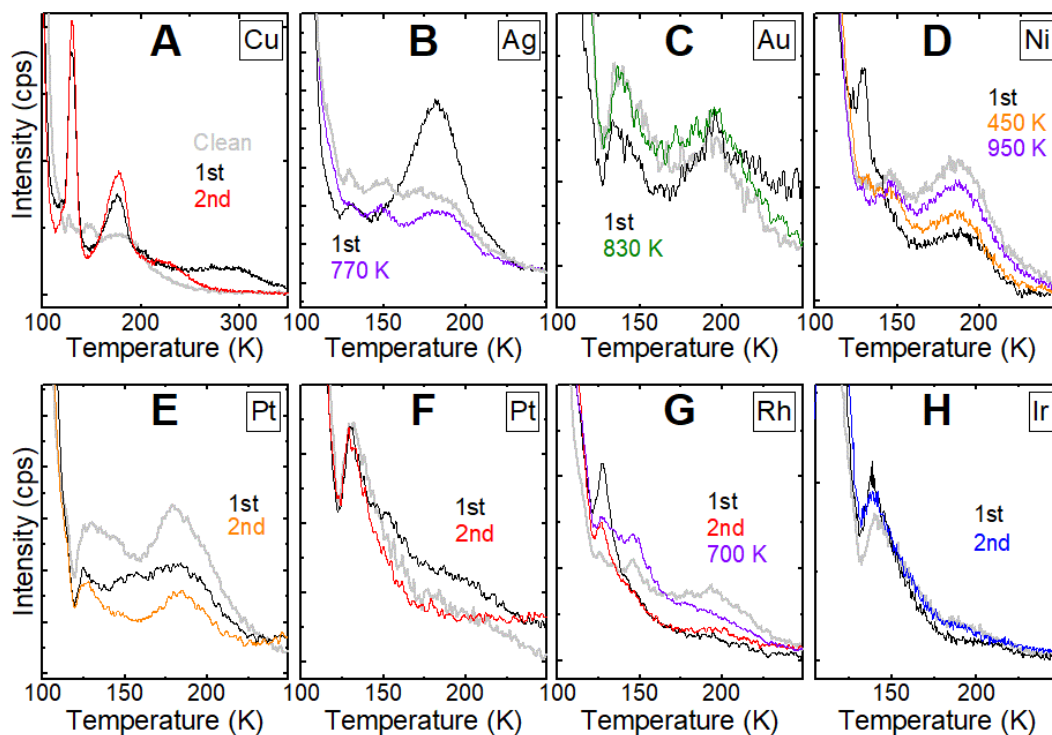 Intensity (cps)
A
Cu
Clean
1st
2nd
100 200 300
Temperature (K)
B
Ag
1st
770 K
100 150 200
Temperature (K)
C
Au
1st
830 K
100 150 200
Temperature (K)
D
Ni
1st
450 K
950 K
150 200
Temperature (K)
Intensity (cps)
E
Pt
1st
2nd
100 150 200
Temperature (K)
F
Pt
1st
2nd
100 150 200
Temperature (K)
G
Rh
1st
2nd
700 K
100 150 200
Temperature (K)
H
Ir
1st
2nd
150 200
Temperature (K)